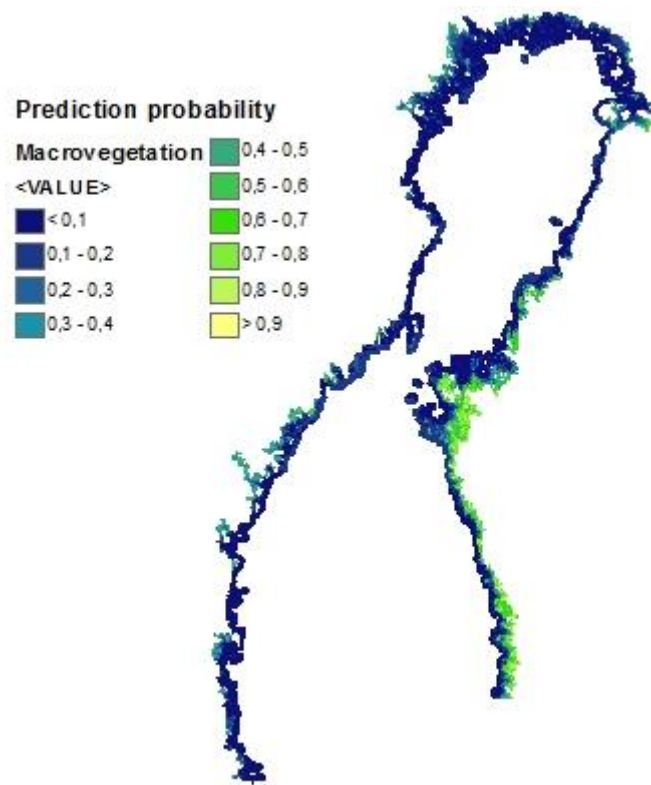 Prediction probability
Macrovegetation
<VALUE>
< 0,1
0,1 - 0,2
0,2 - 0,3
0,3 - 0,4
0,4 - 0,5
0,5 - 0,6
0,6 - 0,7
0,7 - 0,8
0,8 - 0,9
> 0,9